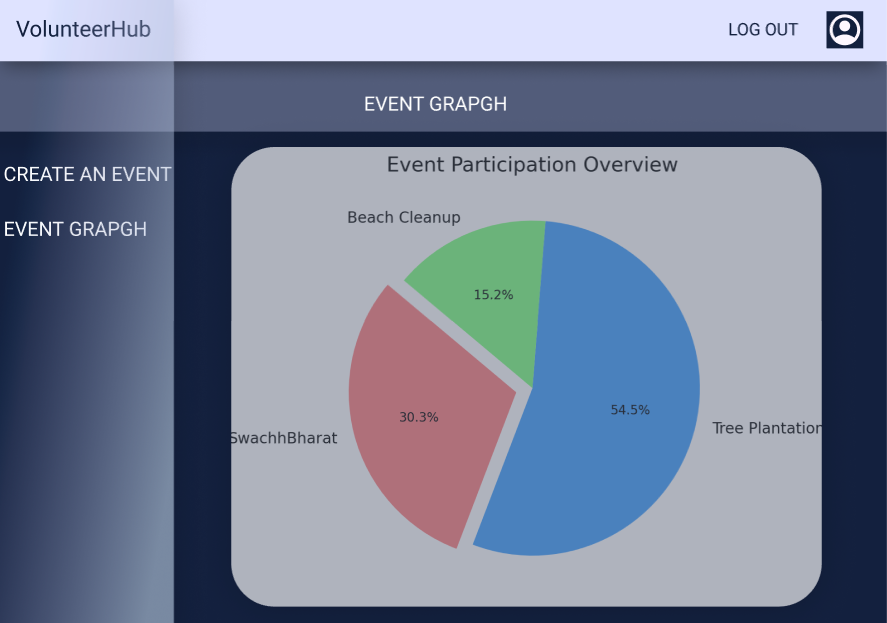 VolunteerHub
LOG OUT
EVENT GRAPGH
CREATE AN EVENT
EVENT GRAPGH
Event Participation Overview
Beach Cleanup
15.2%
54.5%
30.3%
Tree Plantation
SwachhBharat